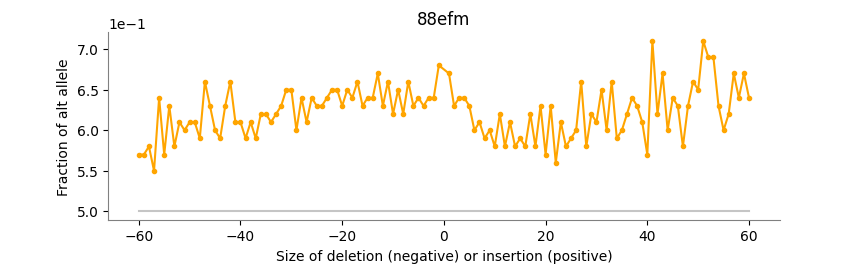 88efm
1e−1
7.0
6.5
6.0
5.5
5.0
Fraction of alt allele
−60 −40 −20 0 20 40 60
Size of deletion (negative) or insertion (positive)